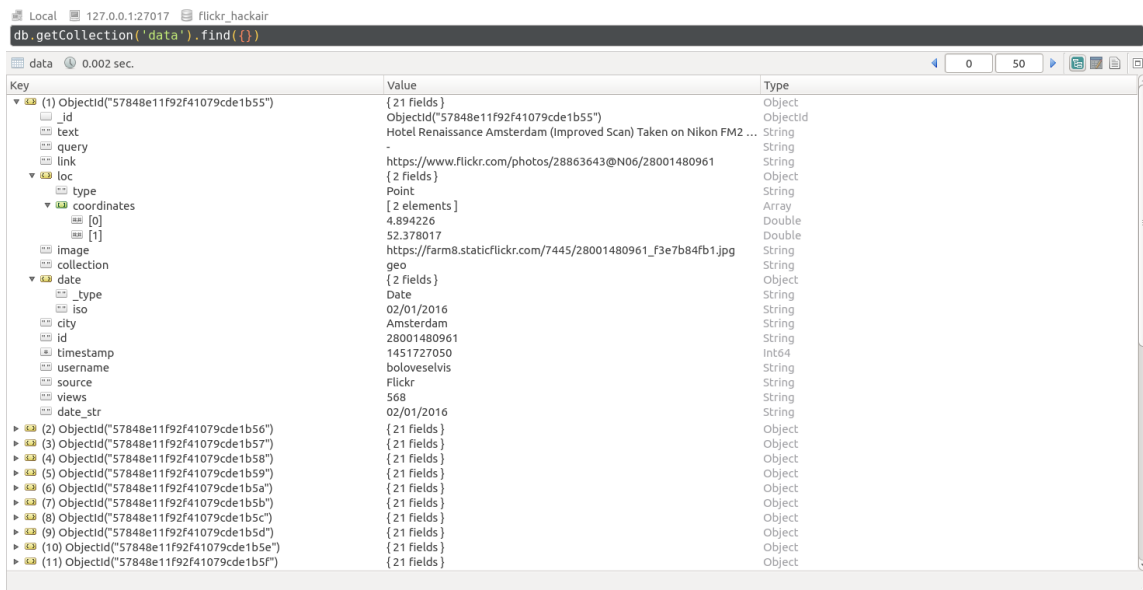 Local 127.0.0.1:27017 flickr_hackair
db.getCollection('data').find({})
data 0.002 sec. 0 50
Key Value Type
(1) ObjectId("57848e11f92f41079cde1b55") { 21 fields } Object
_id ObjectId("57848e11f92f41079cde1b55") ObjectId
text Hotel Renaissance Amsterdam (Improved Scan) Taken on Nikon FM2 ... String
query - String
link https://www.flickr.com/photos/28863643@N06/28001480961 String
loc { 2 fields } Object
type Point String
coordinates [ 2 elements ] Array
[0] 4.894226 Double
[1] 52.378017 Double
image https://farm8.staticflickr.com/7445/28001480961_f3e7b84fb1.jpg String
collection geo String
date { 2 fields } Object
_type Date String
iso 02/01/2016 String
city Amsterdam String
id 28001480961 String
timestamp 1451727050 Int64
username boloveselvis String
source Flickr String
views 568 String
date_str 02/01/2016 String
(2) ObjectId("57848e11f92f41079cde1b56") { 21 fields } Object
(3) ObjectId("57848e11f92f41079cde1b57") { 21 fields } Object
(4) ObjectId("57848e11f92f41079cde1b58") { 21 fields } Object
(5) ObjectId("57848e11f92f41079cde1b59") { 21 fields } Object
(6) ObjectId("57848e11f92f41079cde1b5a") { 21 fields } Object
(7) ObjectId("57848e11f92f41079cde1b5b") { 21 fields } Object
(8) ObjectId("57848e11f92f41079cde1b5c") { 21 fields } Object
(9) ObjectId("57848e11f92f41079cde1b5d") { 21 fields } Object
(10) ObjectId("57848e11f92f41079cde1b5e") { 21 fields } Object
(11) ObjectId("57848e11f92f41079cde1b5f") { 21 fields } Object